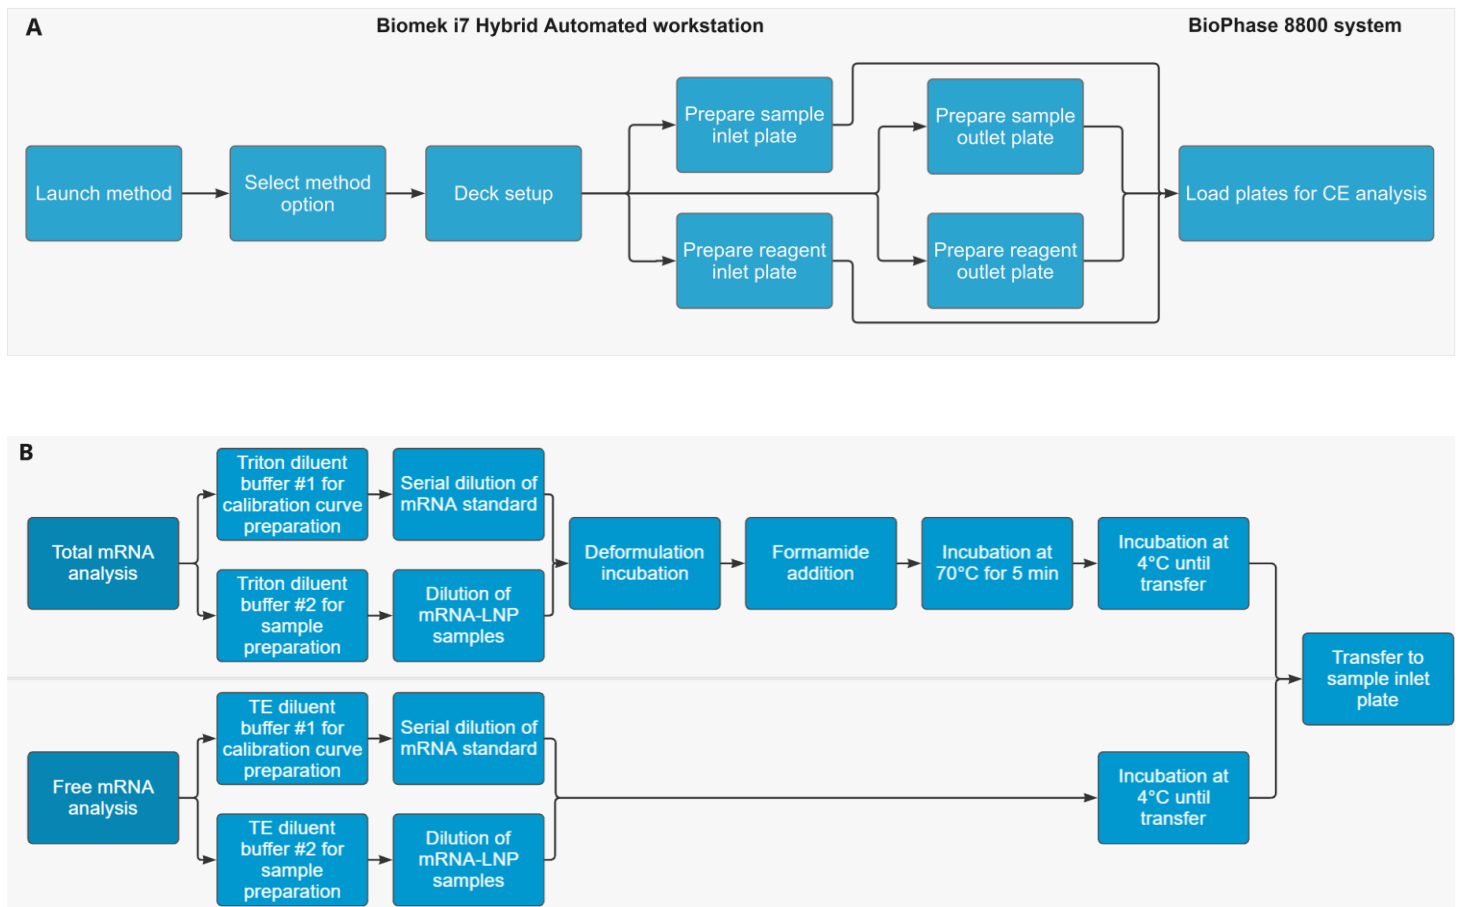 A
Biomek i7 Hybrid Automated workstation
BioPhase 8800 system
Launch method
Select method
option
Deck setup
Prepare sample
inlet plate
Prepare reagent
inlet plate
Prepare sample
outlet plate
Prepare reagent
outlet plate
Load plates for CE analysis
B
Total mRNA
analysis
Triton diluent
buffer #1 for
calibration curve
preparation
Serial dilution of
mRNA standard
Triton diluent
buffer #2 for
sample
preparation
Dilution of
mRNA-LNP
samples
Deformulation
incubation
Formamide
addition
Incubation at
70°C for 5 min
Incubation at
4°C until
transfer
Free mRNA
analysis
TE diluent
buffer #1 for
calibration curve
preparation
Serial dilution of
mRNA standard
TE diluent
buffer #2 for
sample
preparation
Dilution of
mRNA-LNP
samples
Incubation at
4°C until
transfer
Transfer to
sample inlet
plate